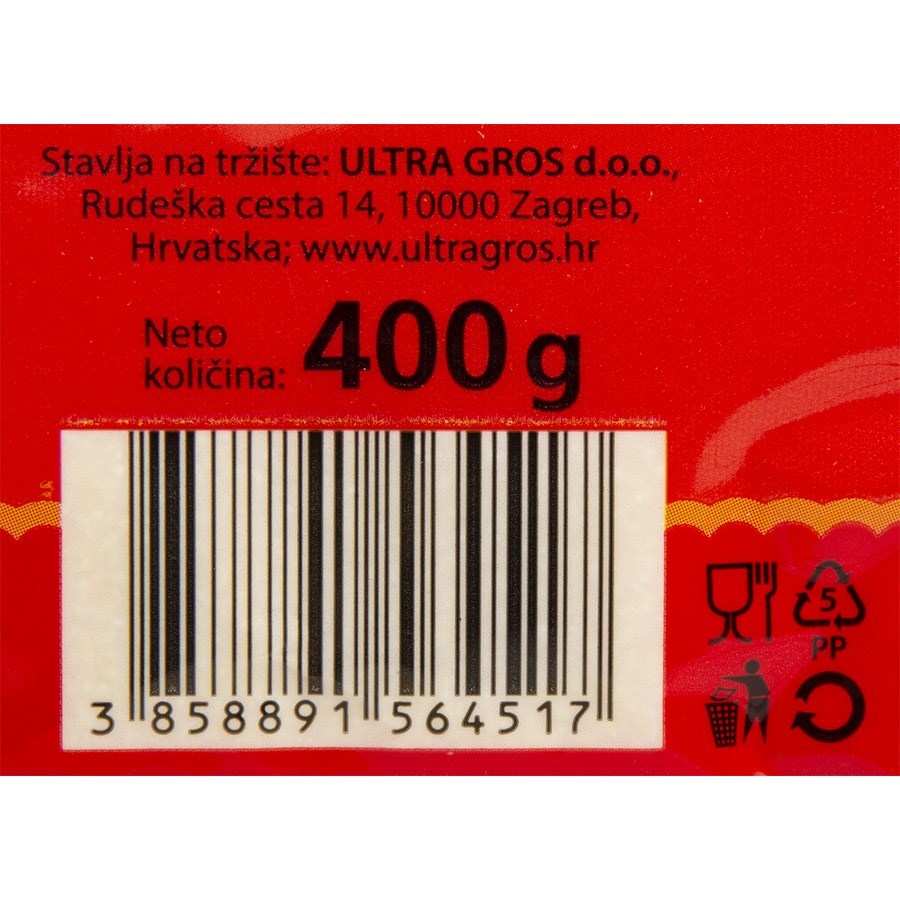 Stavlja na tržište: ULTRA GROS d.o.o.,
Rudeška cesta 14, 10000 Zagreb,
Hrvatska; www.ultragros.hr
Neto
količina: 400 g
5
PP
3 858891 564517